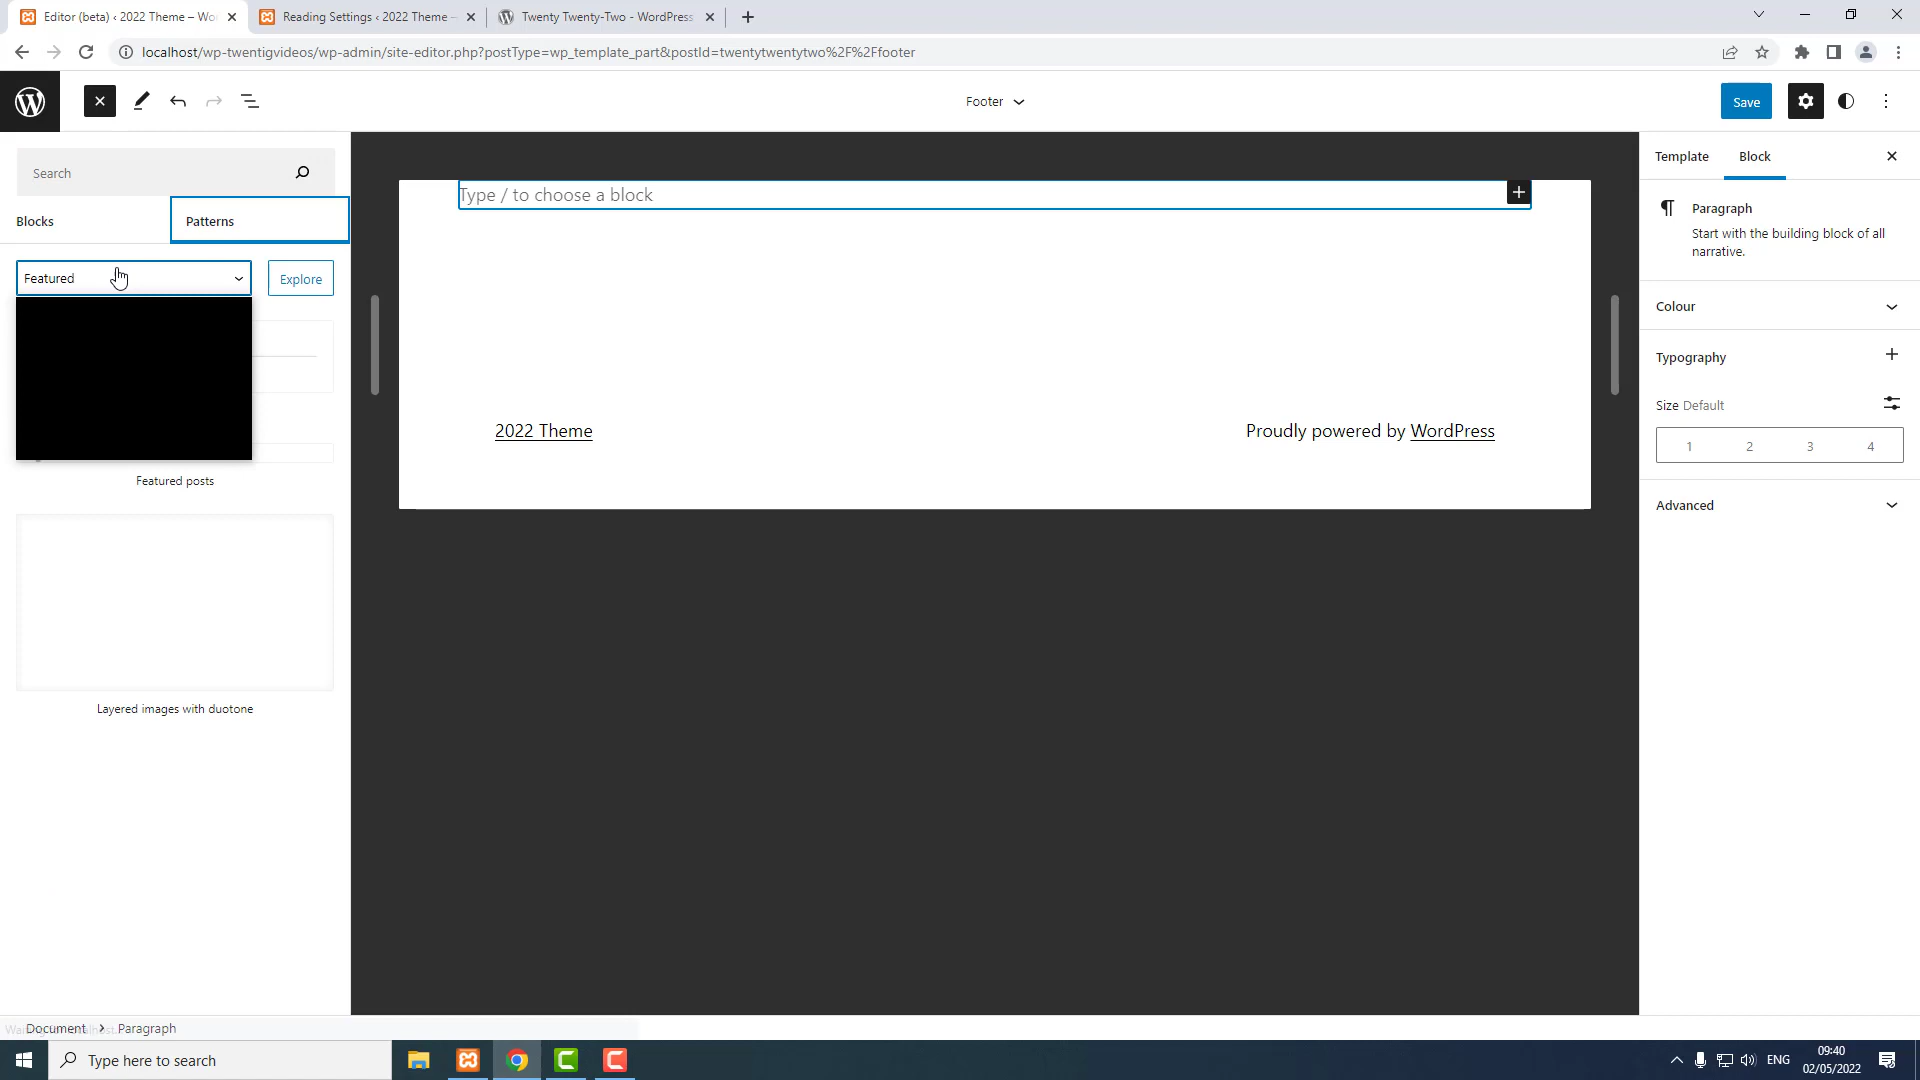 Editor (beta) ‹ 2022 Theme – Wo
Reading Settings ‹ 2022 Theme –
Twenty Twenty-Two - WordPress
localhost/wp-twentigvideos/wp-admin/site-editor.php?postType=wp_template_part&postId=twentytwentytwo%2F%2Ffooter
Footer
Save
Search
Blocks
Patterns
Featured
Explore
Featured posts
Layered images with duotone
Type / to choose a block
2022 Theme
Proudly powered by WordPress
Template
Block
Paragraph
Start with the building block of all
narrative.
Colour
Typography
Size Default
1 2 3 4
Advanced
Document > Paragraph
Type here to search
ENG
09:40
02/05/2022